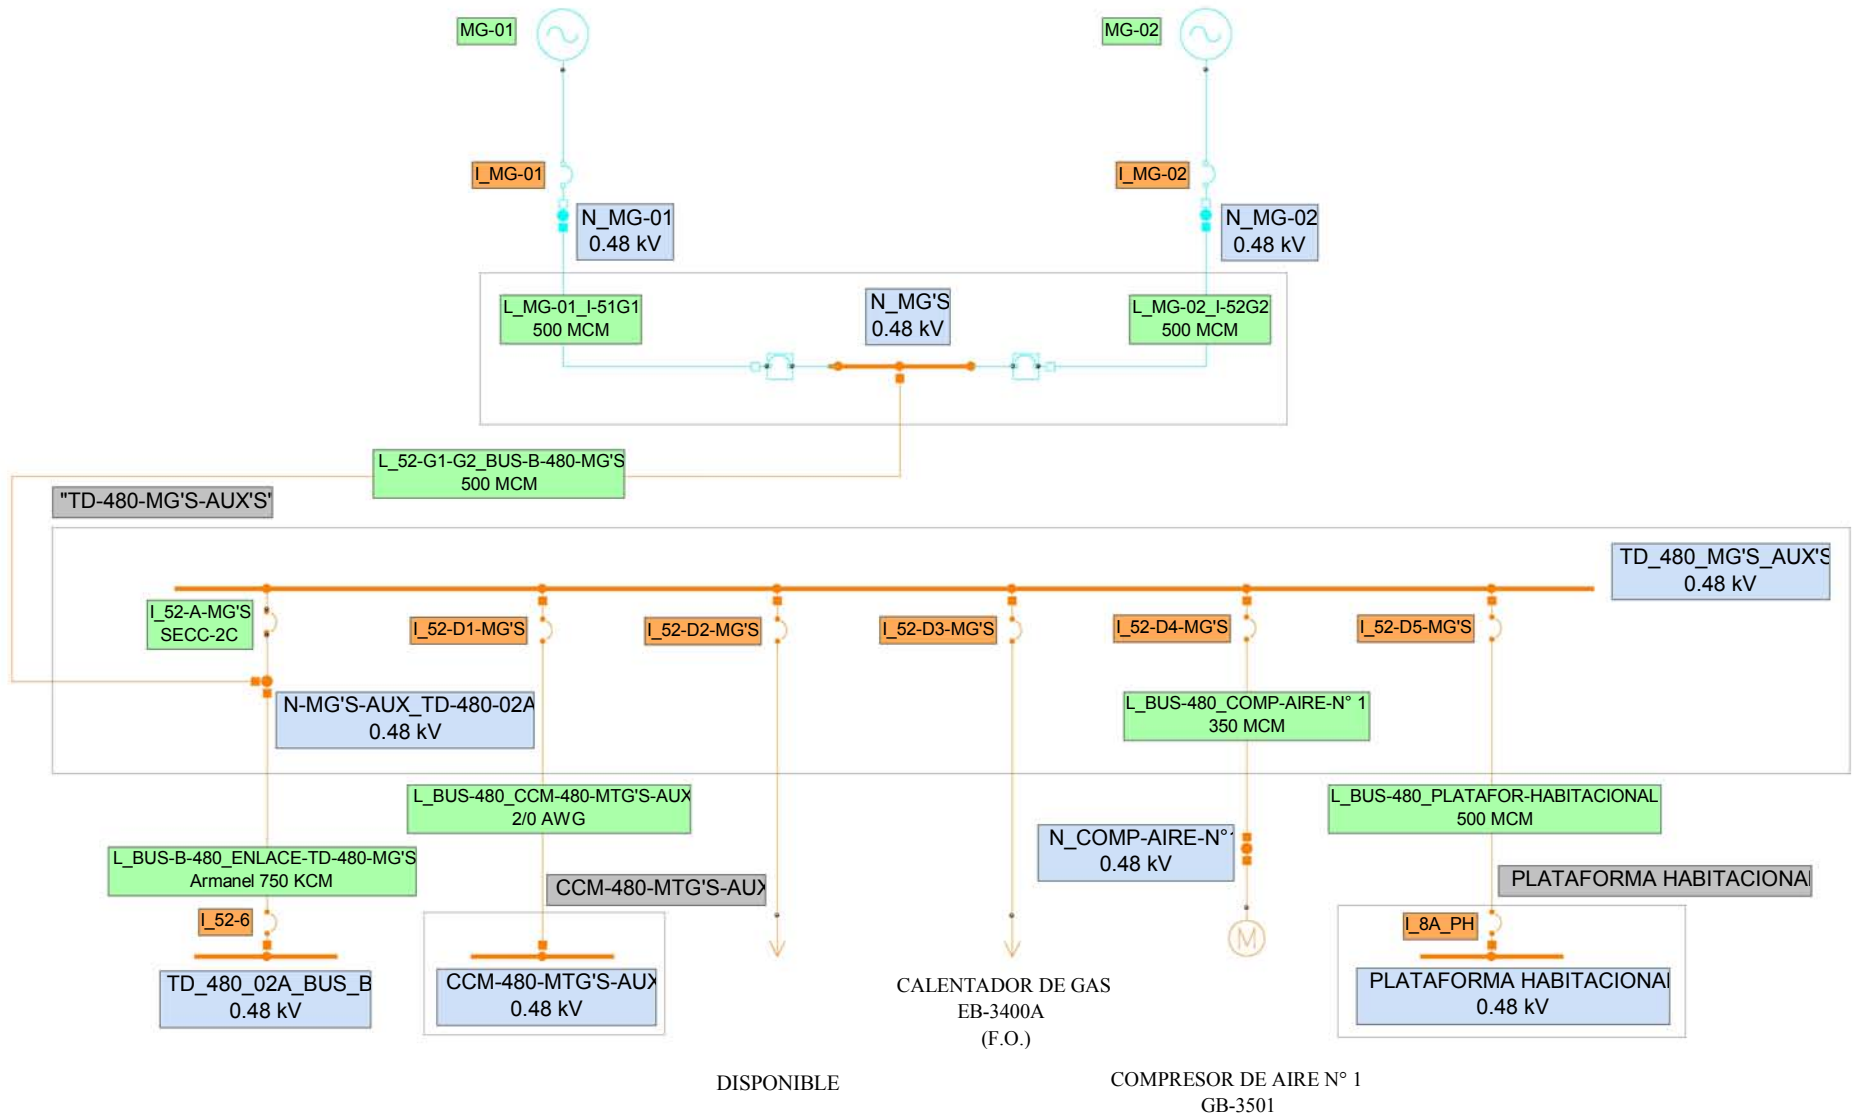 MG-01
MG-02
I_MG-01
I_MG-02
N_MG-01
0.48 kV
N_MG-02
0.48 kV
L_MG-01_I-51G1
500 MCM
N_MG'S
0.48 kV
L_MG-02_I-52G2
500 MCM
L_52-G1-G2_BUS-B-480-MG'S
500 MCM
"TD-480-MG'S-AUX'S'
TD_480_MG'S_AUX'S
0.48 kV
I_52-A-MG'S
SECC-2C
I_52-D1-MG'S
I_52-D2-MG'S
I_52-D3-MG'S
I_52-D4-MG'S
I_52-D5-MG'S
N-MG'S-AUX_TD-480-02A
0.48 kV
L_BUS-480_COMP-AIRE-N° 1
350 MCM
L_BUS-480_CCM-480-MTG'S-AUX
2/0 AWG
L_BUS-480_PLATAFOR-HABITACIONAL
500 MCM
N_COMP-AIRE-N°1
0.48 kV
L_BUS-B-480_ENLACE-TD-480-MG'S
Armanel 750 KCM
CCM-480-MTG'S-AUX
PLATAFORMA HABITACIONAL
I_52-6
I_8A_PH
M
TD_480_02A_BUS_B
0.48 kV
CCM-480-MTG'S-AUX
0.48 kV
PLATAFORMA HABITACIONAL
0.48 kV
CALENTADOR DE GAS
EB-3400A
(F.O.)
DISPONIBLE
COMPRESOR DE AIRE N° 1
GB-3501